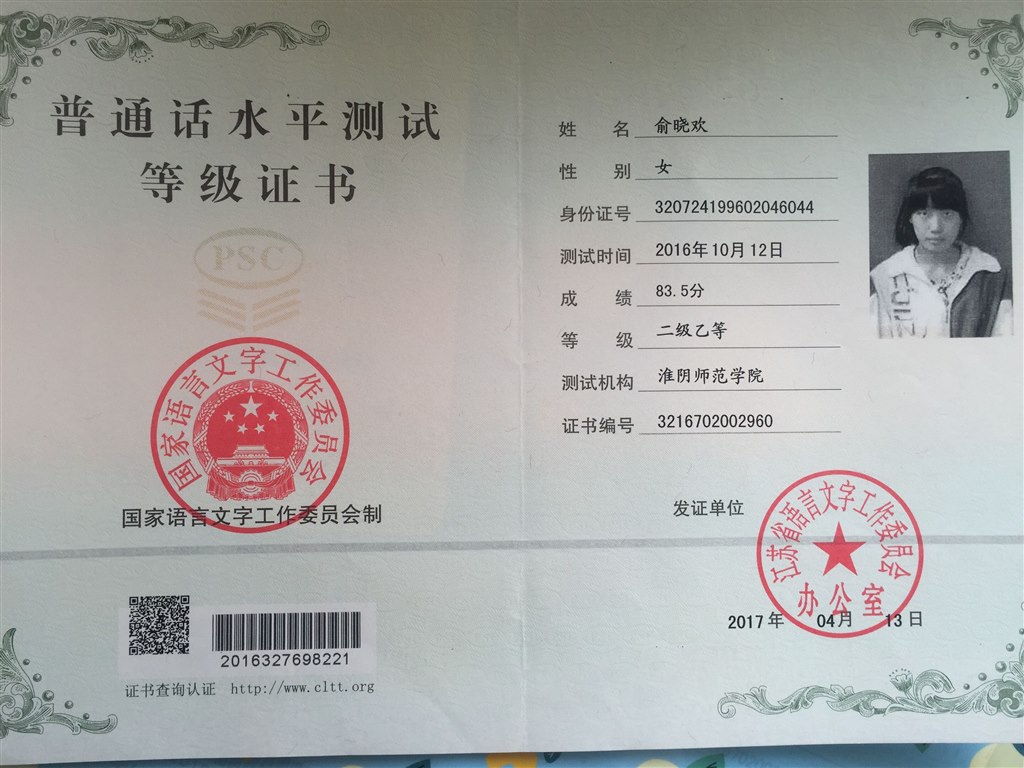 普通话水平测试
等级证书
PSC
国家语言文字工作委员会
国家语言文字工作委员会制
2016327698221
证书查询认证 http://www.cltt.org
姓 名 俞晓欢
性 别 女
身份证号 320724199602046044
测试时间 2016年10月12日
成 绩 83.5分
等 级 二级乙等
测试机构 淮阴师范学院
证书编号 3216702002960
发证单位
江苏省语言文字工作委员会
办公室
2017年 04月 13日